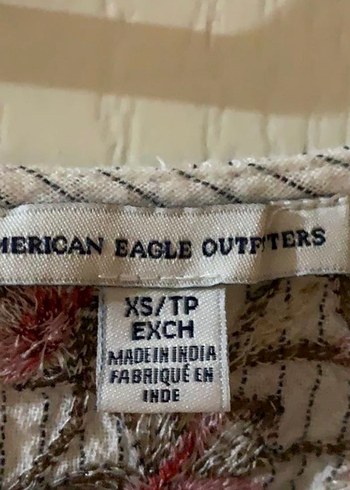 MERICAN EAGLE OUTFITTERS
XS/TP
EXCH
MADE IN INDIA
FABRIQUÉ EN
INDE